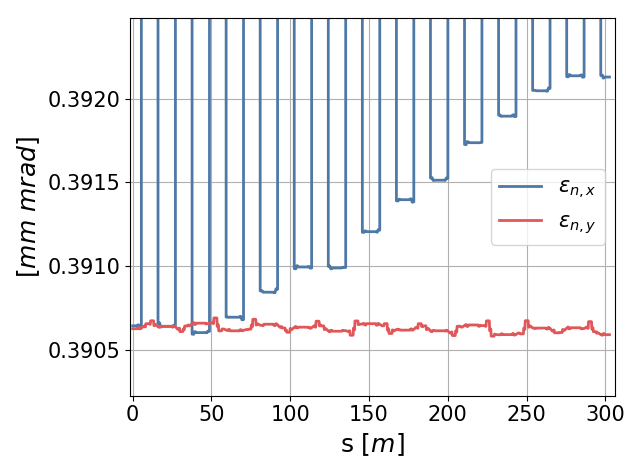 0.3920
0.3915
0.3910
0.3905
[mm mrad]
ε_{n, x}
ε_{n, y}
0 50 100 150 200 250 300
s [m]